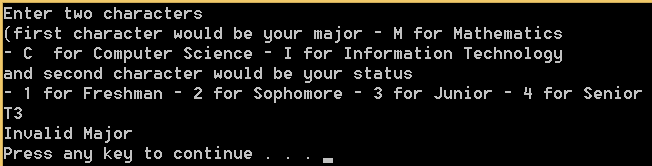 Enter two characters
(first character would be your major - M for Mathematics
- C  for Computer Science - I for Information Technology
and second character would be your status
- 1 for Freshman - 2 for Sophomore - 3 for Junior - 4 for Senior
T3
Invalid Major
Press any key to continue . . .